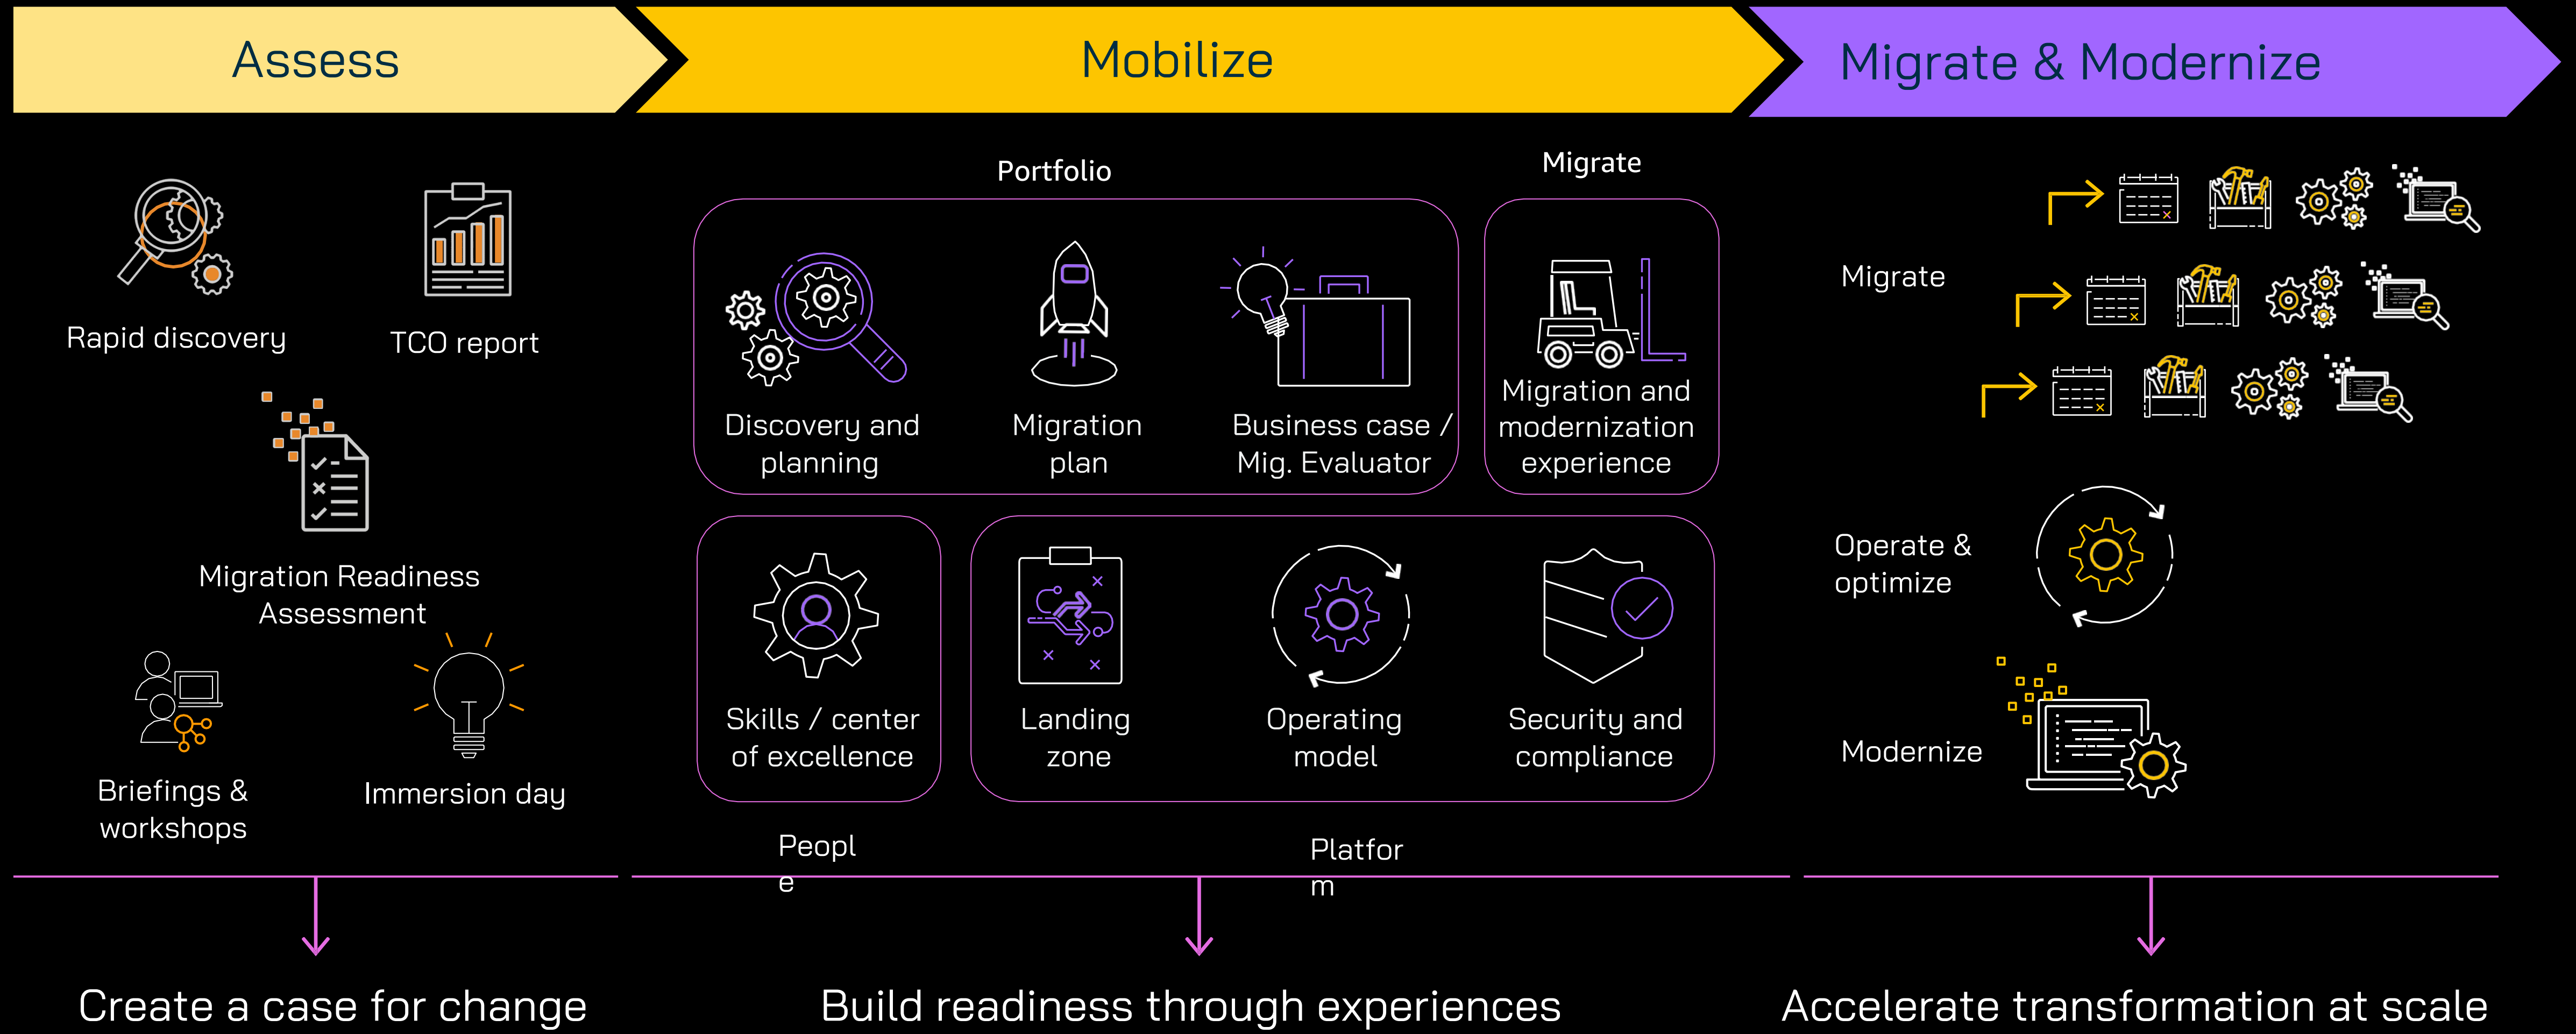 Assess
Mobilize
Migrate & Modernize
Rapid discovery
TCO report
Migration Readiness
Assessment
Briefings &
workshops
Immersion day
Portfolio
Discovery and
planning
Migration
plan
Business case /
Mig. Evaluator
Migrate
Migration and
modernization
experience
Skills / center
of excellence
Landing
zone
Operating
model
Security and
compliance
Peopl
e
Platfor
m
Migrate
Operate &
optimize
Modernize
Create a case for change
Build readiness through experiences
Accelerate transformation at scale